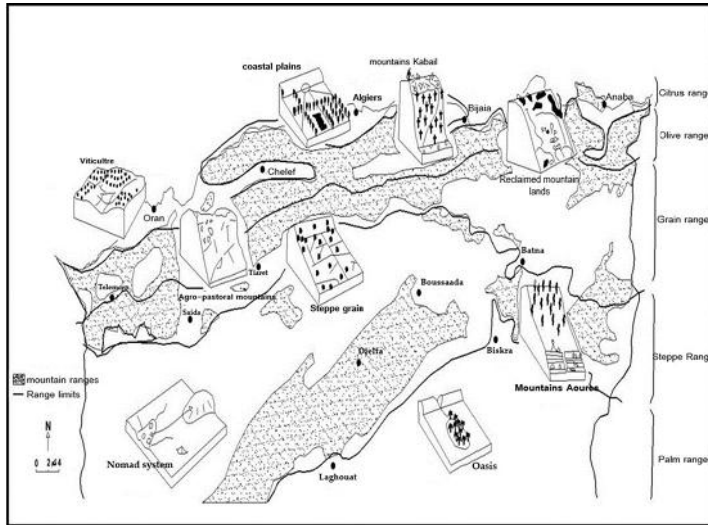 mountains Kabail
coastal plains
Algiers
Bijaia
Anaba
Citrus range
Olive range
Viticultre
Chelef
Reclaimed mountain
lands
Oran
Grain range
Tiaret
Batna
Telemcen
Agro-pastoral mountains
Steppe grain
Boussaada
Saida
Djelfa
Biskra
Steppe Range
mountain ranges
Range limits
Mountains Aoures
N
Nomad system
Oasis
Laghouat
Palm range